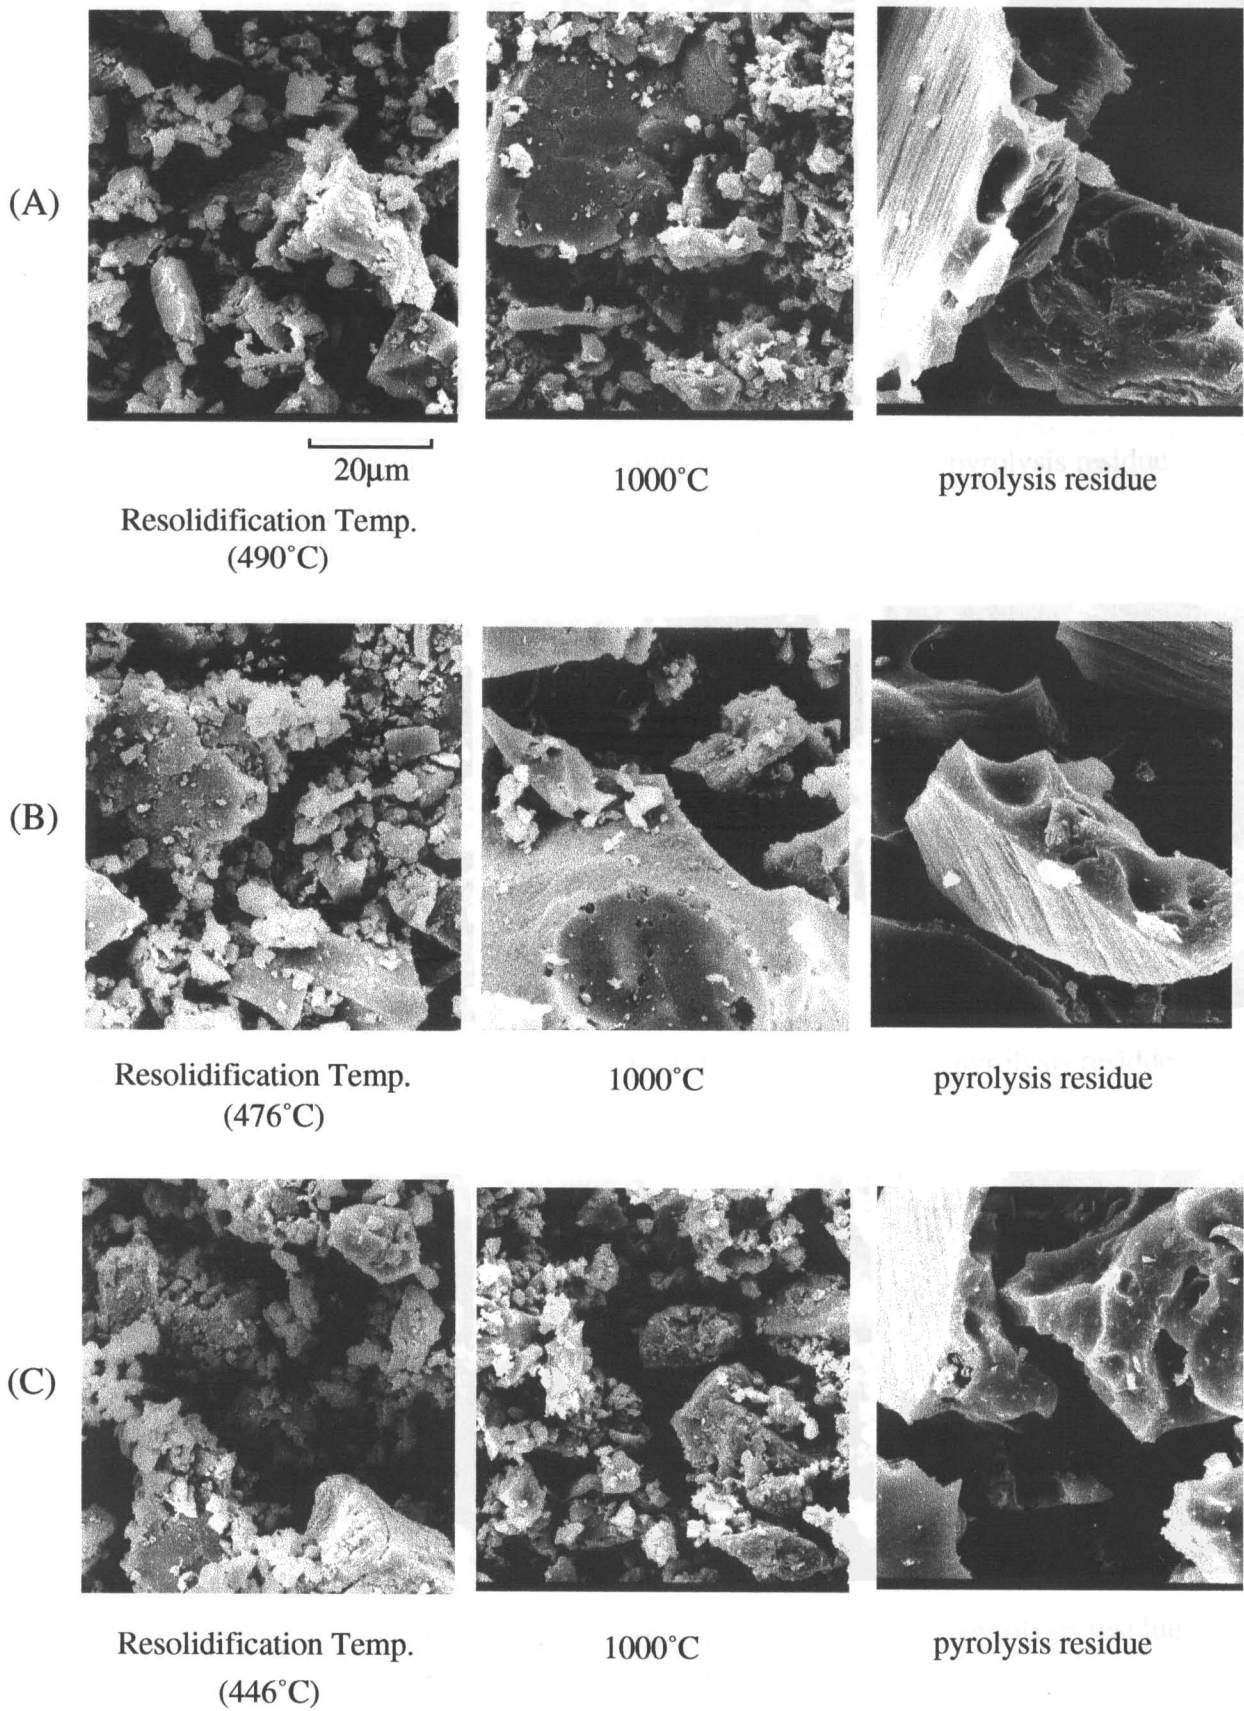 (A)
20μm
1000°C
pyrolysis residue
Resolidification Temp.
(490°C)
(B)
Resolidification Temp.
(476°C)
1000°C
pyrolysis residue
(C)
Resolidification Temp.
(446°C)
1000°C
pyrolysis residue